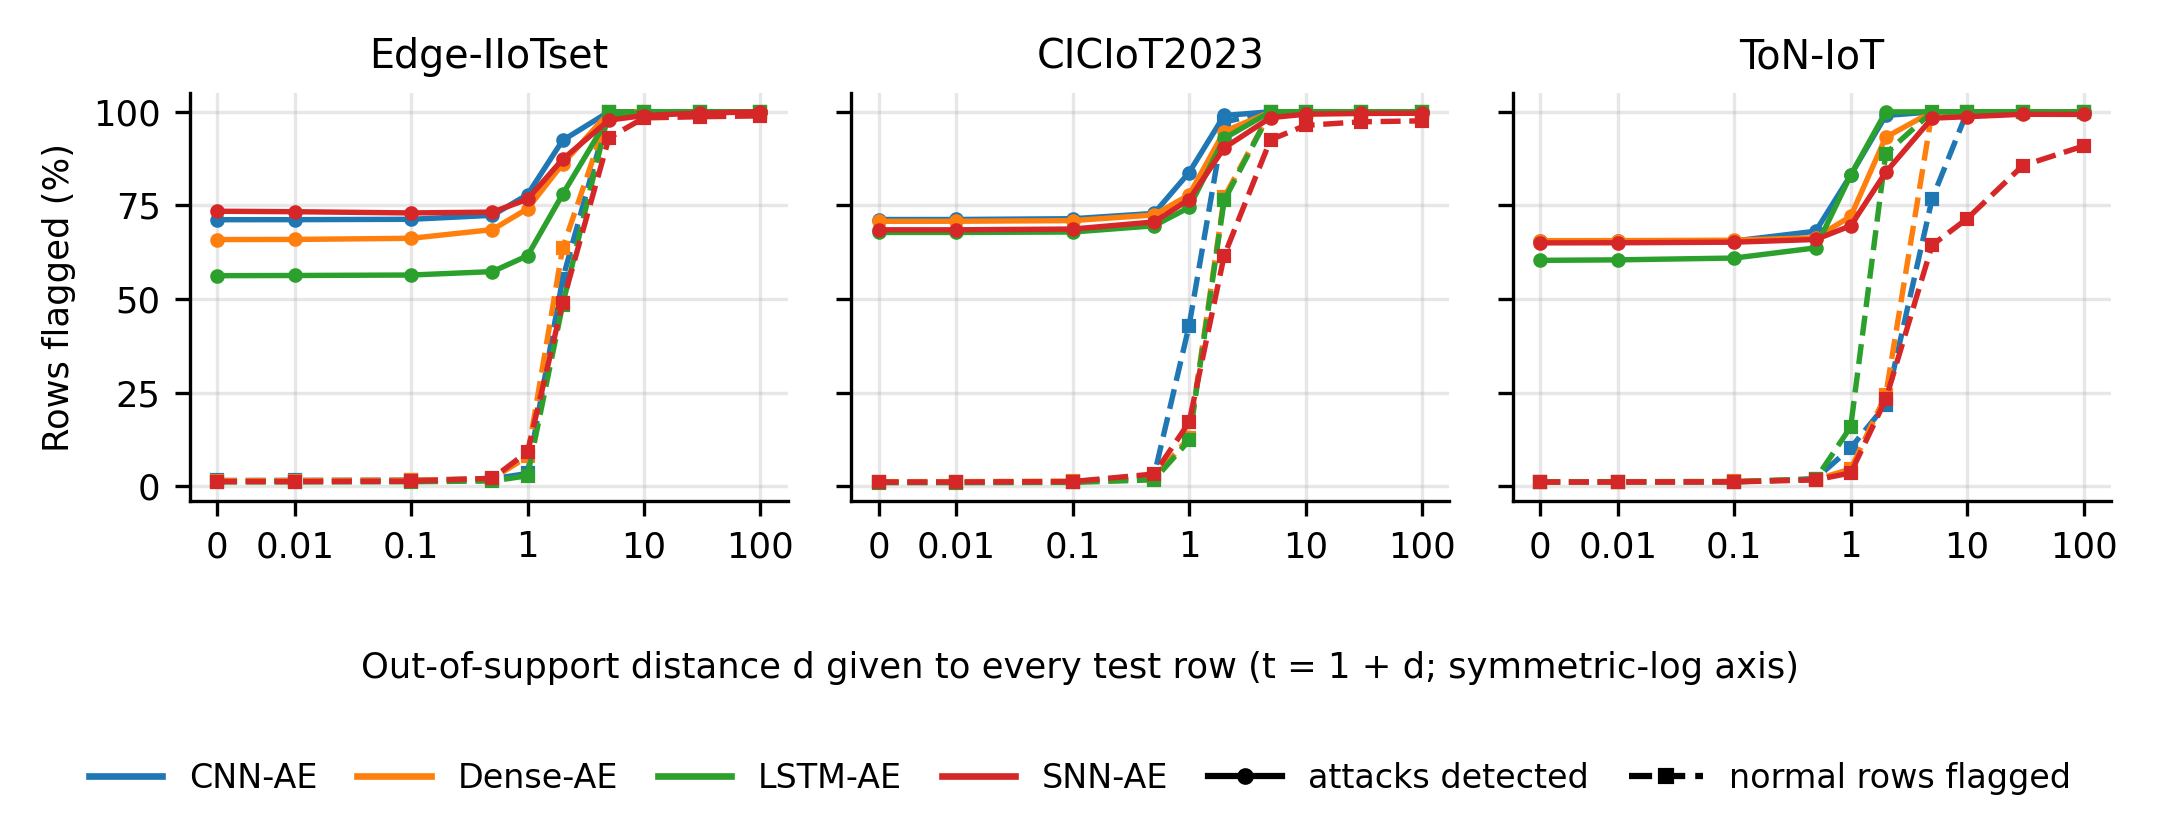 Edge-IIoTset CICIoT2023 ToN-IoT
Rows flagged (%)
100
75
50
25
0
0 0.01 0.1 1 10 100
0 0.01 0.1 1 10 100
0 0.01 0.1 1 10 100
Out-of-support distance d given to every test row (t = 1 + d; symmetric-log axis)
CNN-AE Dense-AE LSTM-AE SNN-AE attacks detected normal rows flagged